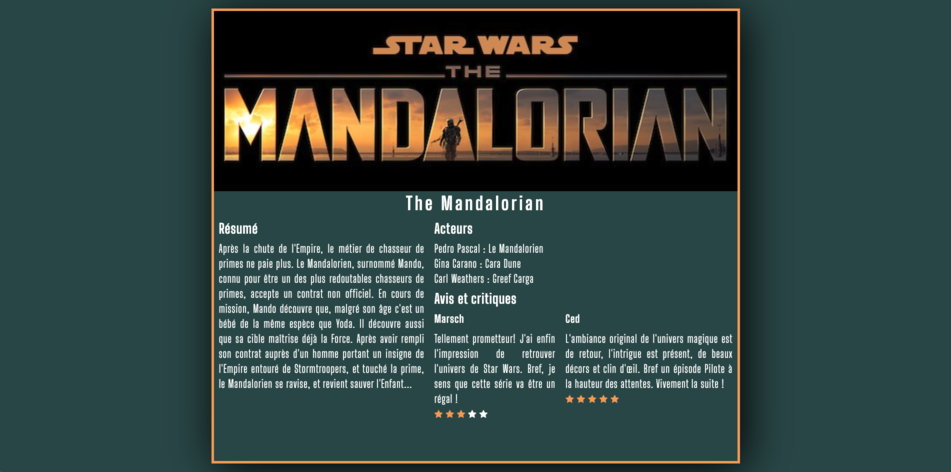 STAR WARS
THE
MANDALORIAN
The Mandalorian
Résumé
Après la chute de l'Empire, le métier de chasseur de
primes ne paie plus. Le Mandalorien, surnommé Mando,
connu pour être un des plus redoutables chasseurs de
primes, accepte un contrat non officiel. En cours de
mission, Mando découvre que, malgré son âge c'est un
bébé de la même espèce que Yoda. Il découvre aussi
que sa cible maîtrise déjà la Force. Après avoir rempli
son contrat auprès d'un homme portant un insigne de
l'Empire entouré de Stormtroopers, et touché la prime,
le Mandalorien se ravise, et revient sauver l'Enfant...
Acteurs
Pedro Pascal : Le Mandalorien
Gina Carano : Cara Dune
Carl Weathers : Greef Carga
Avis et critiques
Marsch
Tellement prometteur! J'ai enfin
l'impression de retrouver
l'univers de Star Wars. Bref, je
sens que cette série va être un
régal !
Ced
L'ambiance original de l'univers magique est
de retour, l'intrigue est présent, de beaux
décors et clin d'œil. Bref un épisode Pilote à
la hauteur des attentes. Vivement la suite !